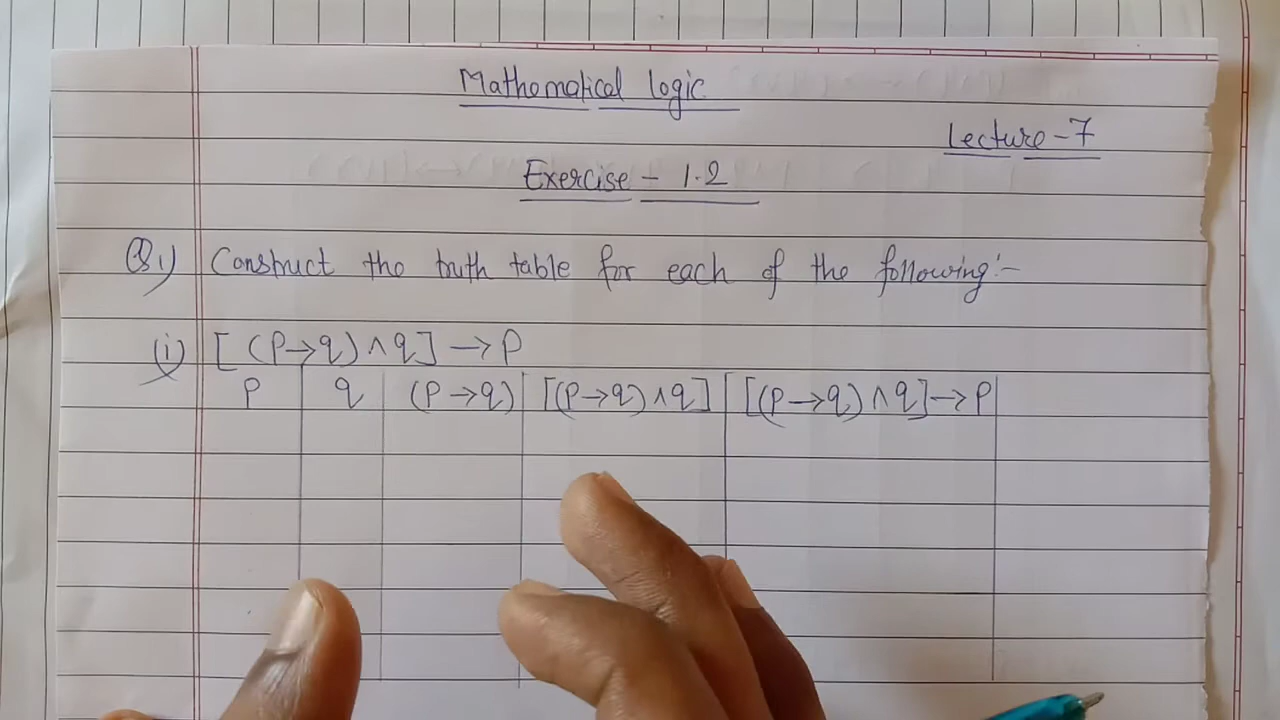 Mathematical logic
Lecture-7
Exercise - 1.2
Q1) Construct the truth table for each of the following:-
(i) [(p→q)∧q]→p
p q (p→q) [(p→q)∧q] [(p→q)∧q]→p